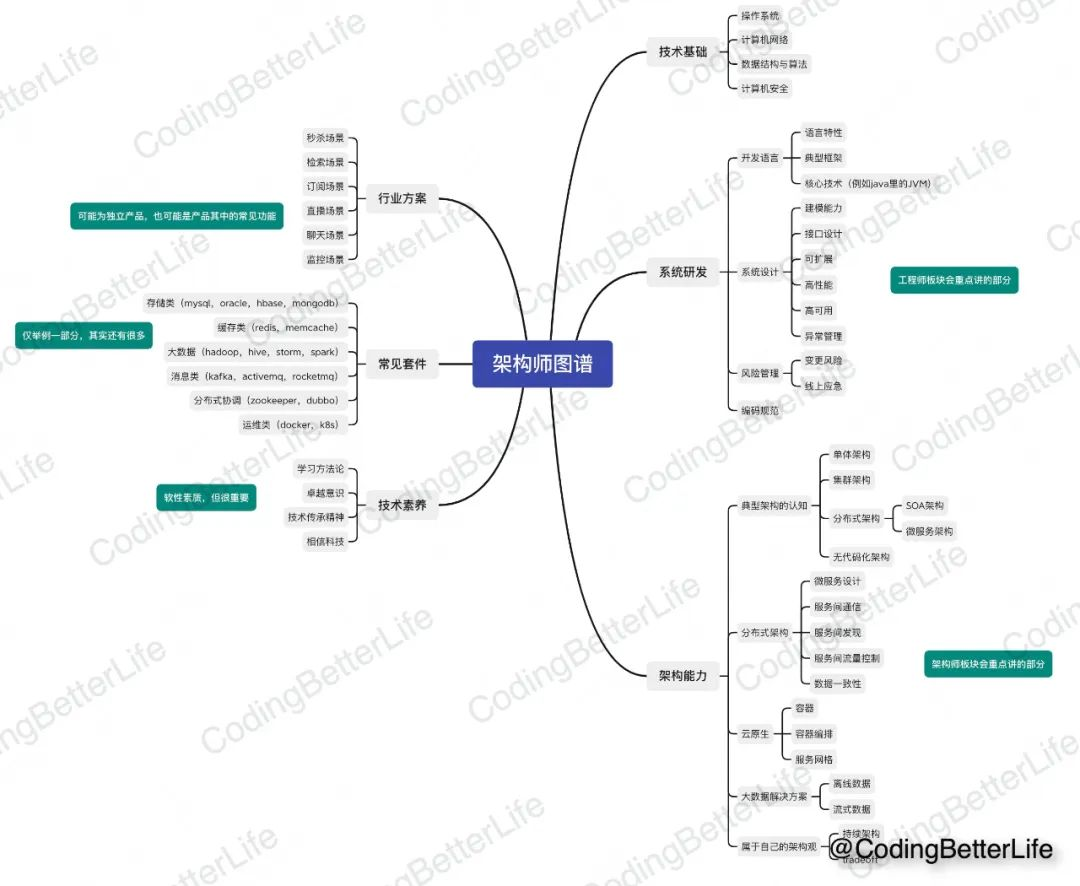 架构师图谱
技术基础
操作系统
计算机网络
数据结构与算法
计算机安全
系统研发
开发语言
语言特性
典型框架
核心技术（例如java里的JVM）
系统设计
建模能力
接口设计
可扩展
高性能
高可用
异常管理
风险管理
变更风险
线上应急
编码规范
工程师板块会重点讲的部分
架构能力
典型架构的认知
单体架构
集群架构
分布式架构
SOA架构
微服务架构
无代码化架构
分布式架构
微服务设计
服务间通信
服务间发现
服务间流量控制
数据一致性
云原生
容器
容器编排
服务网格
大数据解决方案
离线数据
流式数据
属于自己的架构观
持续架构
tradeoff
架构师板块会重点讲的部分
行业方案
秒杀场景
检索场景
订阅场景
直播场景
聊天场景
监控场景
可能为独立产品，也可能是产品其中的常见功能
常见套件
存储类（mysql，oracle，hbase，mongodb）
缓存类（redis，memcache）
大数据（hadoop，hive，storm，spark）
消息类（kafka，activemq，rocketmq）
分布式协调（zookeeper，dubbo）
运维类（docker，k8s）
仅举例一部分，其实还有很多
技术素养
学习方法论
卓越意识
技术传承精神
相信科技
软性素质，但很重要
@CodingBetterLife
CodingBetterLife